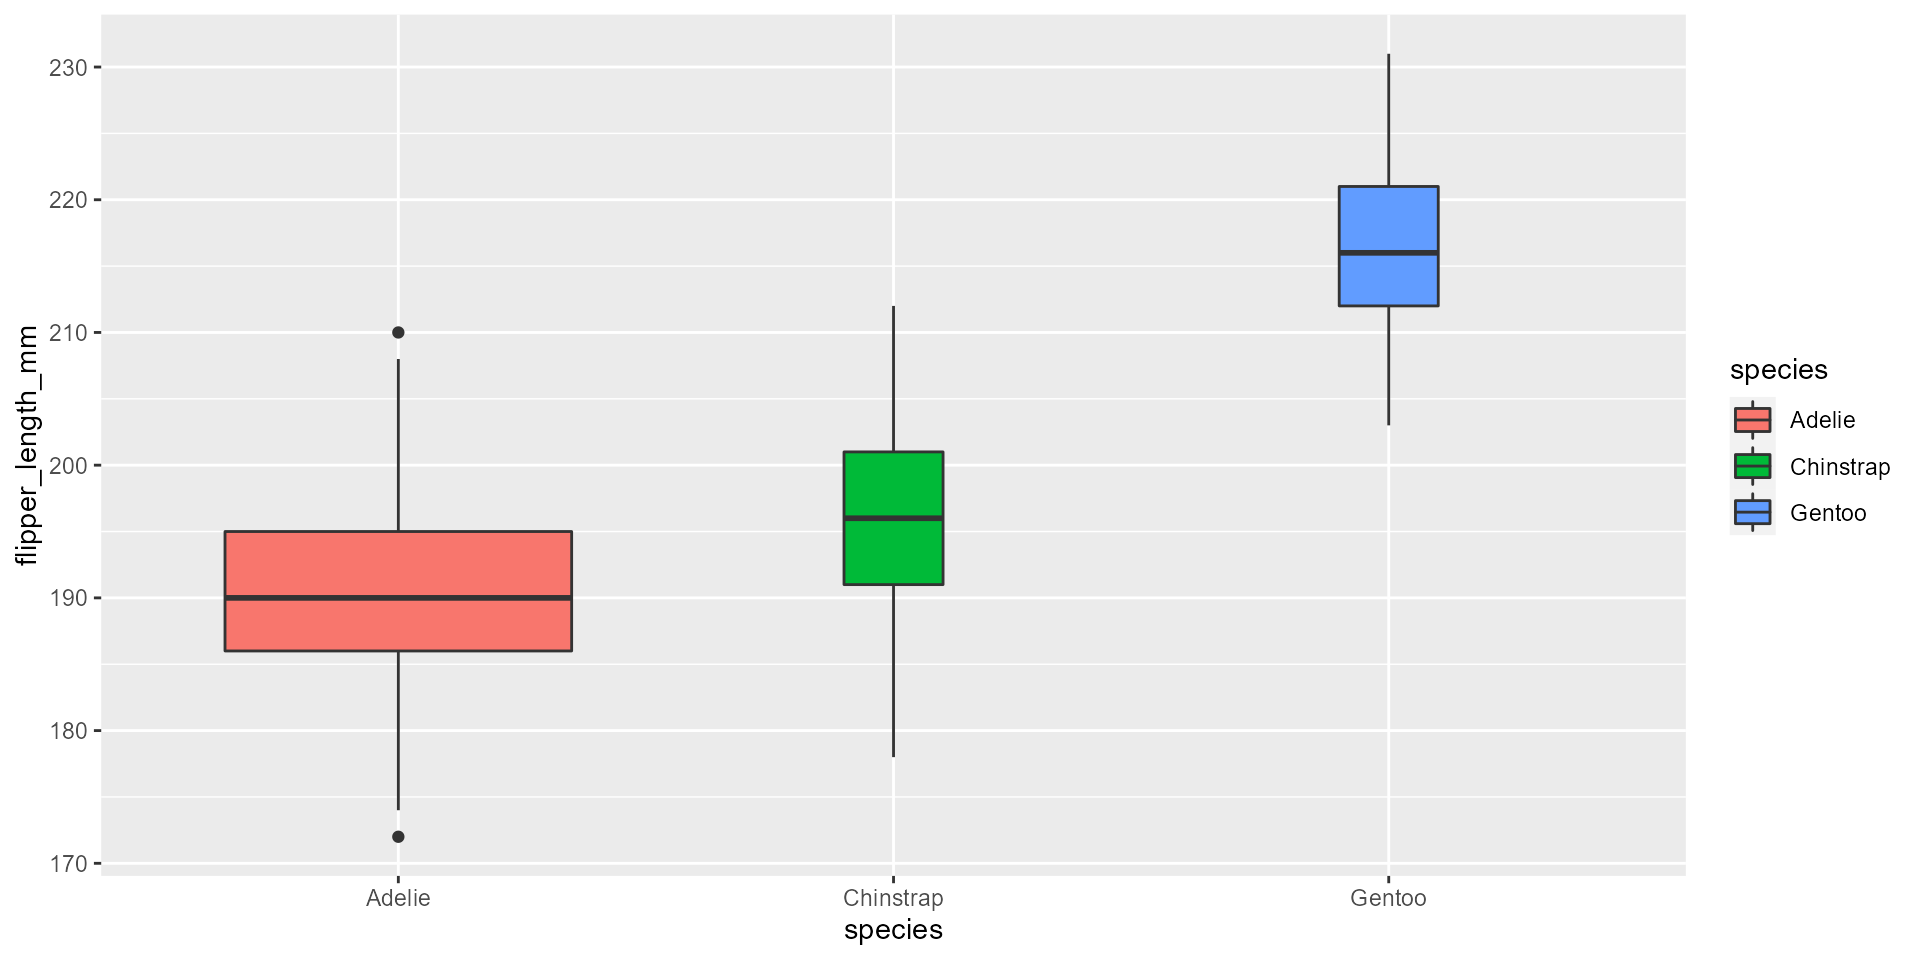 flipper_length_mm
230
220
210
200
190
180
170
Adelie
Chinstrap
Gentoo
species
species
Adelie
Chinstrap
Gentoo